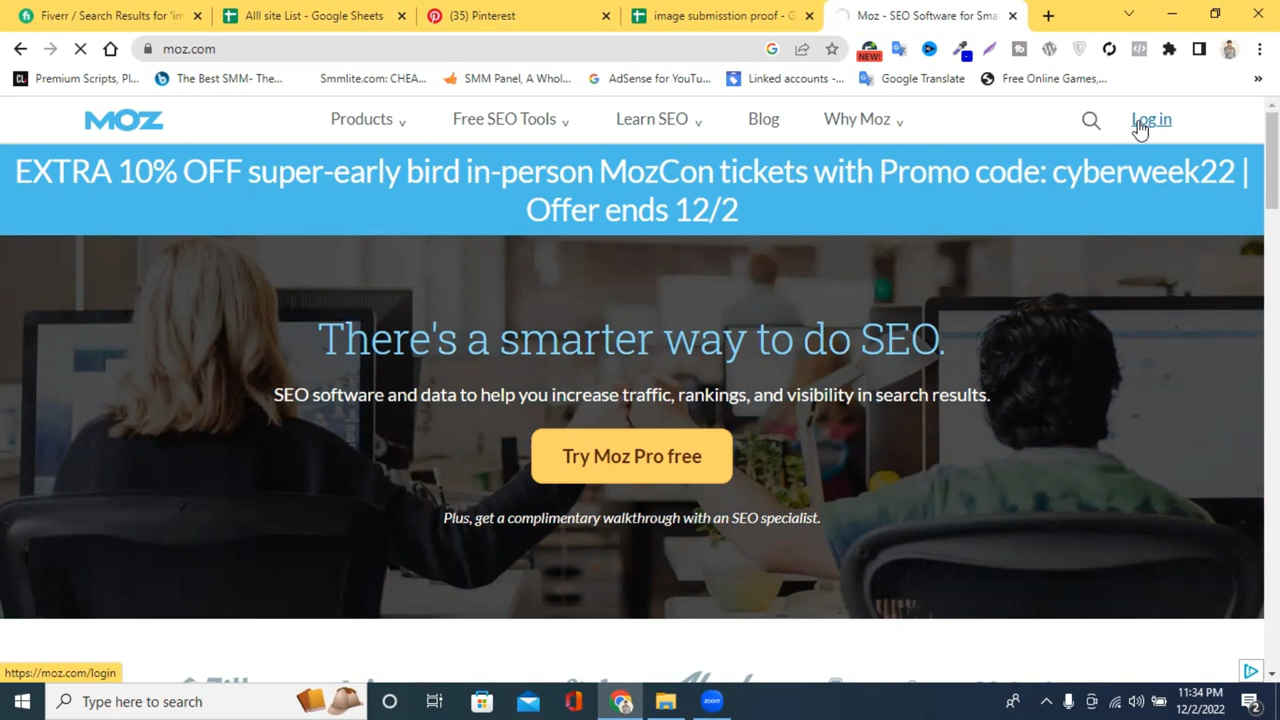 Fiverr / Search Results for 'im
Alll site List - Google Sheets
(35) Pinterest
image submisstion proof - G
Moz - SEO Software for Sma
moz.com
NEW!
CL Premium Scripts, Pl...
The Best SMM- The...
Smmlite.com: CHEA...
SMM Panel, A Whol...
AdSense for YouTu...
Linked accounts -...
Google Translate
Free Online Games,...
»
MOZ
Products
Free SEO Tools
Learn SEO
Blog
Why Moz
Log in
EXTRA 10% OFF super-early bird in-person MozCon tickets with Promo code: cyberweek22 |
Offer ends 12/2
There's a smarter way to do SEO.
SEO software and data to help you increase traffic, rankings, and visibility in search results.
Try Moz Pro free
Plus, get a complimentary walkthrough with an SEO specialist.
https://moz.com/login
Type here to search
zoom
11:34 PM
12/2/2022
2